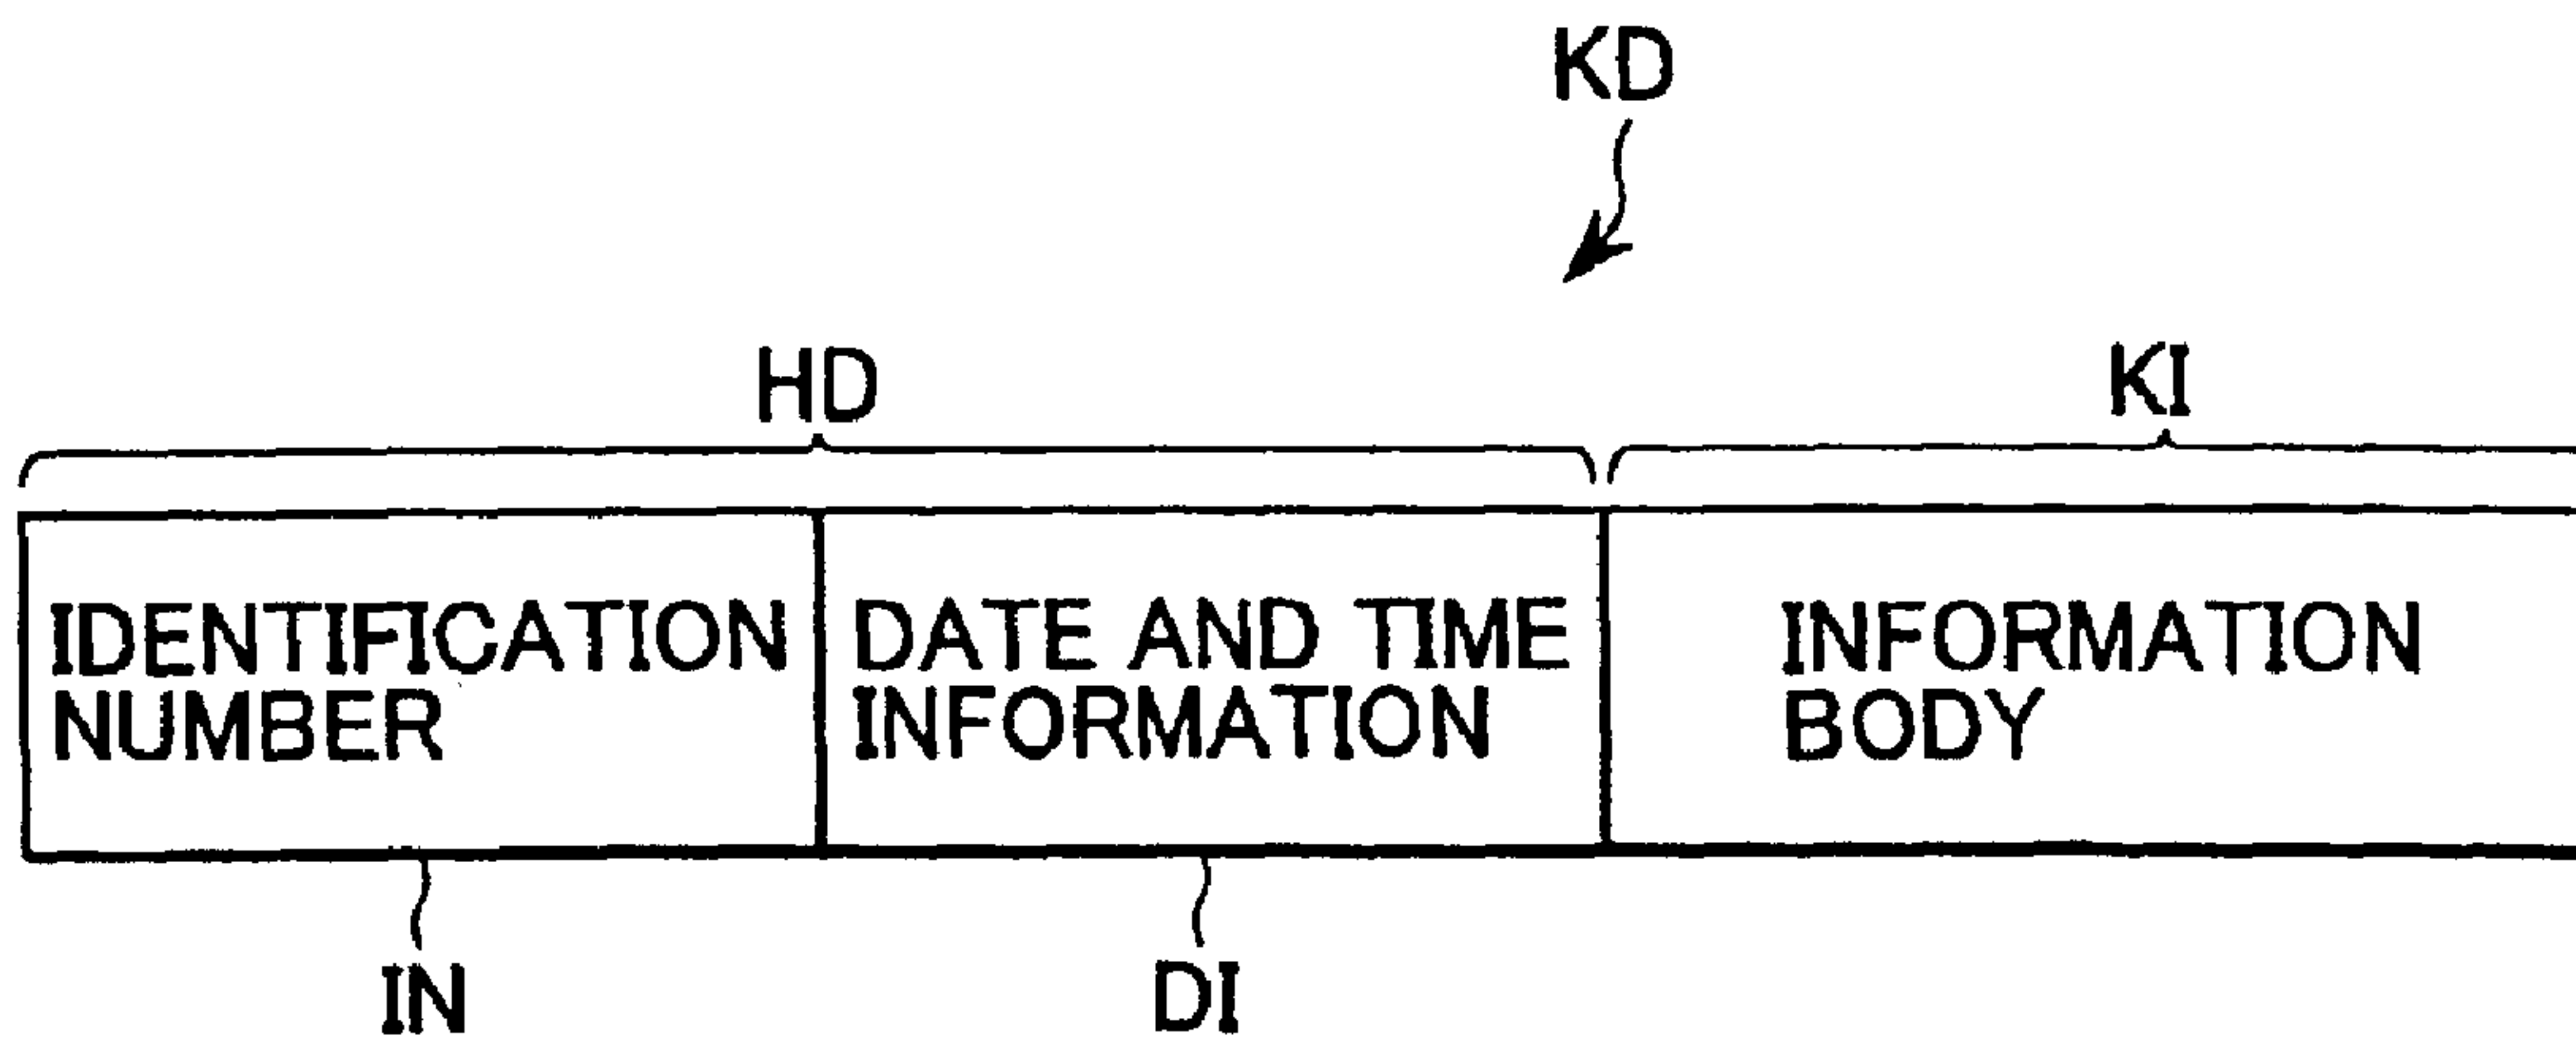 KD
HD
KI
IDENTIFICATION
NUMBER
DATE AND TIME
INFORMATION
INFORMATION
BODY
IN
DI